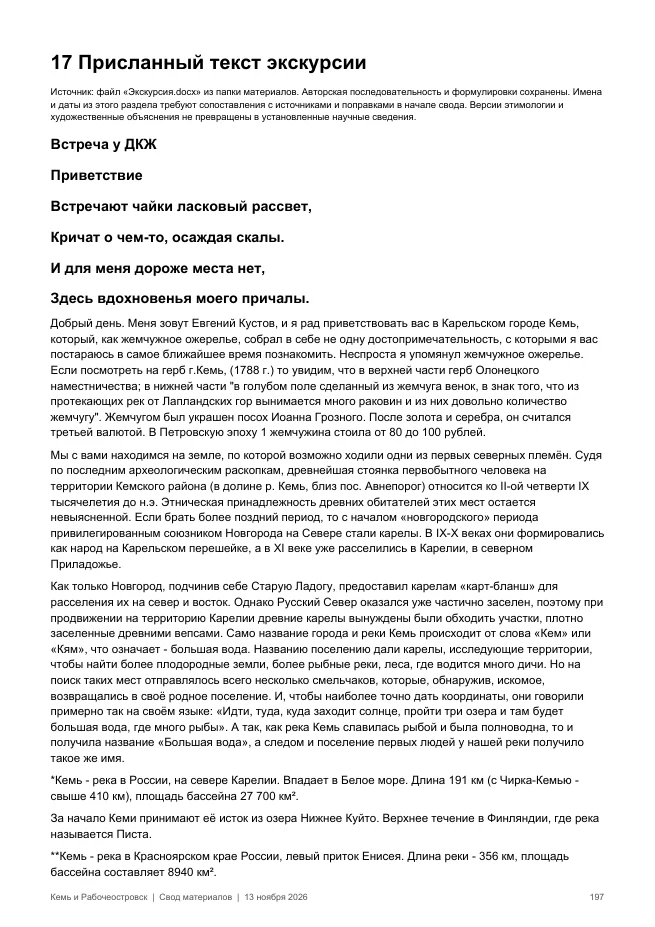 17 Присланный текст экскурсии
Источник: файл «Экскурсия.docx» из папки материалов. Авторская последовательность и формулировки сохранены. Имена
и даты из этого раздела требуют сопоставления с источниками и поправками в начале свода. Версии этимологии и
художественные объяснения не превращены в установленные научные сведения.
Встреча у ДКЖ
Приветствие
Встречают чайки ласковый рассвет,
Кричат о чем-то, осаждая скалы.
И для меня дороже места нет,
Здесь вдохновенья моего причалы.
Добрый день. Меня зовут Евгений Кустов, и я рад приветствовать вас в Карельском городе Кемь,
который, как жемчужное ожерелье, собрал в себе не одну достопримечательность, с которыми я вас
постараюсь в самое ближайшее время познакомить. Неспроста я упомянул жемчужное ожерелье.
Если посмотреть на герб г.Кемь, (1788 г.) то увидим, что в верхней части герб Олонецкого
наместничества; в нижней части "в голубом поле сделанный из жемчуга венок, в знак того, что из
протекающих рек от Лапландских гор вынимается много раковин и из них довольно количество
жемчугу". Жемчугом был украшен посох Иоанна Грозного. После золота и серебра, он считался
третьей валютой. В Петровскую эпоху 1 жемчужина стоила от 80 до 100 рублей.
Мы с вами находимся на земле, по которой возможно ходили одни из первых северных племён. Судя
по последним археологическим раскопкам, древнейшая стоянка первобытного человека на
территории Кемского района (в долине р. Кемь, близ пос. Авнепорог) относится ко II-ой четверти IX
тысячелетия до н.э. Этническая принадлежность древних обитателей этих мест остается
невыясненной. Если брать более поздний период, то с началом «новгородского» периода
привилегированным союзником Новгорода на Севере стали карелы. В IX-X веках они формировались
как народ на Карельском перешейке, а в XI веке уже расселились в Карелии, в северном
Приладожье.
Как только Новгород, подчинив себе Старую Ладогу, предоставил карелам «карт-бланш» для
расселения их на север и восток. Однако Русский Север оказался уже частично заселен, поэтому при
продвижении на территорию Карелии древние карелы вынуждены были обходить участки, плотно
заселенные древними вепсами. Само название города и реки Кемь происходит от слова «Кем» или
«Кям», что означает - большая вода. Названию поселению дали карелы, исследующие территории,
чтобы найти более плодородные земли, более рыбные реки, леса, где водится много дичи. Но на
поиск таких мест отправлялось всего несколько смельчаков, которые, обнаружив, искомое,
возвращались в своё родное поселение. И, чтобы наиболее точно дать координаты, они говорили
примерно так на своём языке: «Идти, туда, куда заходит солнце, пройти три озера и там будет
большая вода, где много рыбы». А так, как река Кемь славилась рыбой и была полноводна, то и
получила название «Большая вода», а следом и поселение первых людей у нашей реки получило
такое же имя.
*Кемь - река в России, на севере Карелии. Впадает в Белое море. Длина 191 км (с Чирка-Кемью -
свыше 410 км), площадь бассейна 27 700 км².
За начало Кеми принимают её исток из озера Нижнее Куйто. Верхнее течение в Финляндии, где река
называется Писта.
**Кемь - река в Красноярском крае России, левый приток Енисея. Длина реки - 356 км, площадь
бассейна составляет 8940 км².
Кемь и Рабочеостровск | Свод материалов | 13 ноября 2026
197